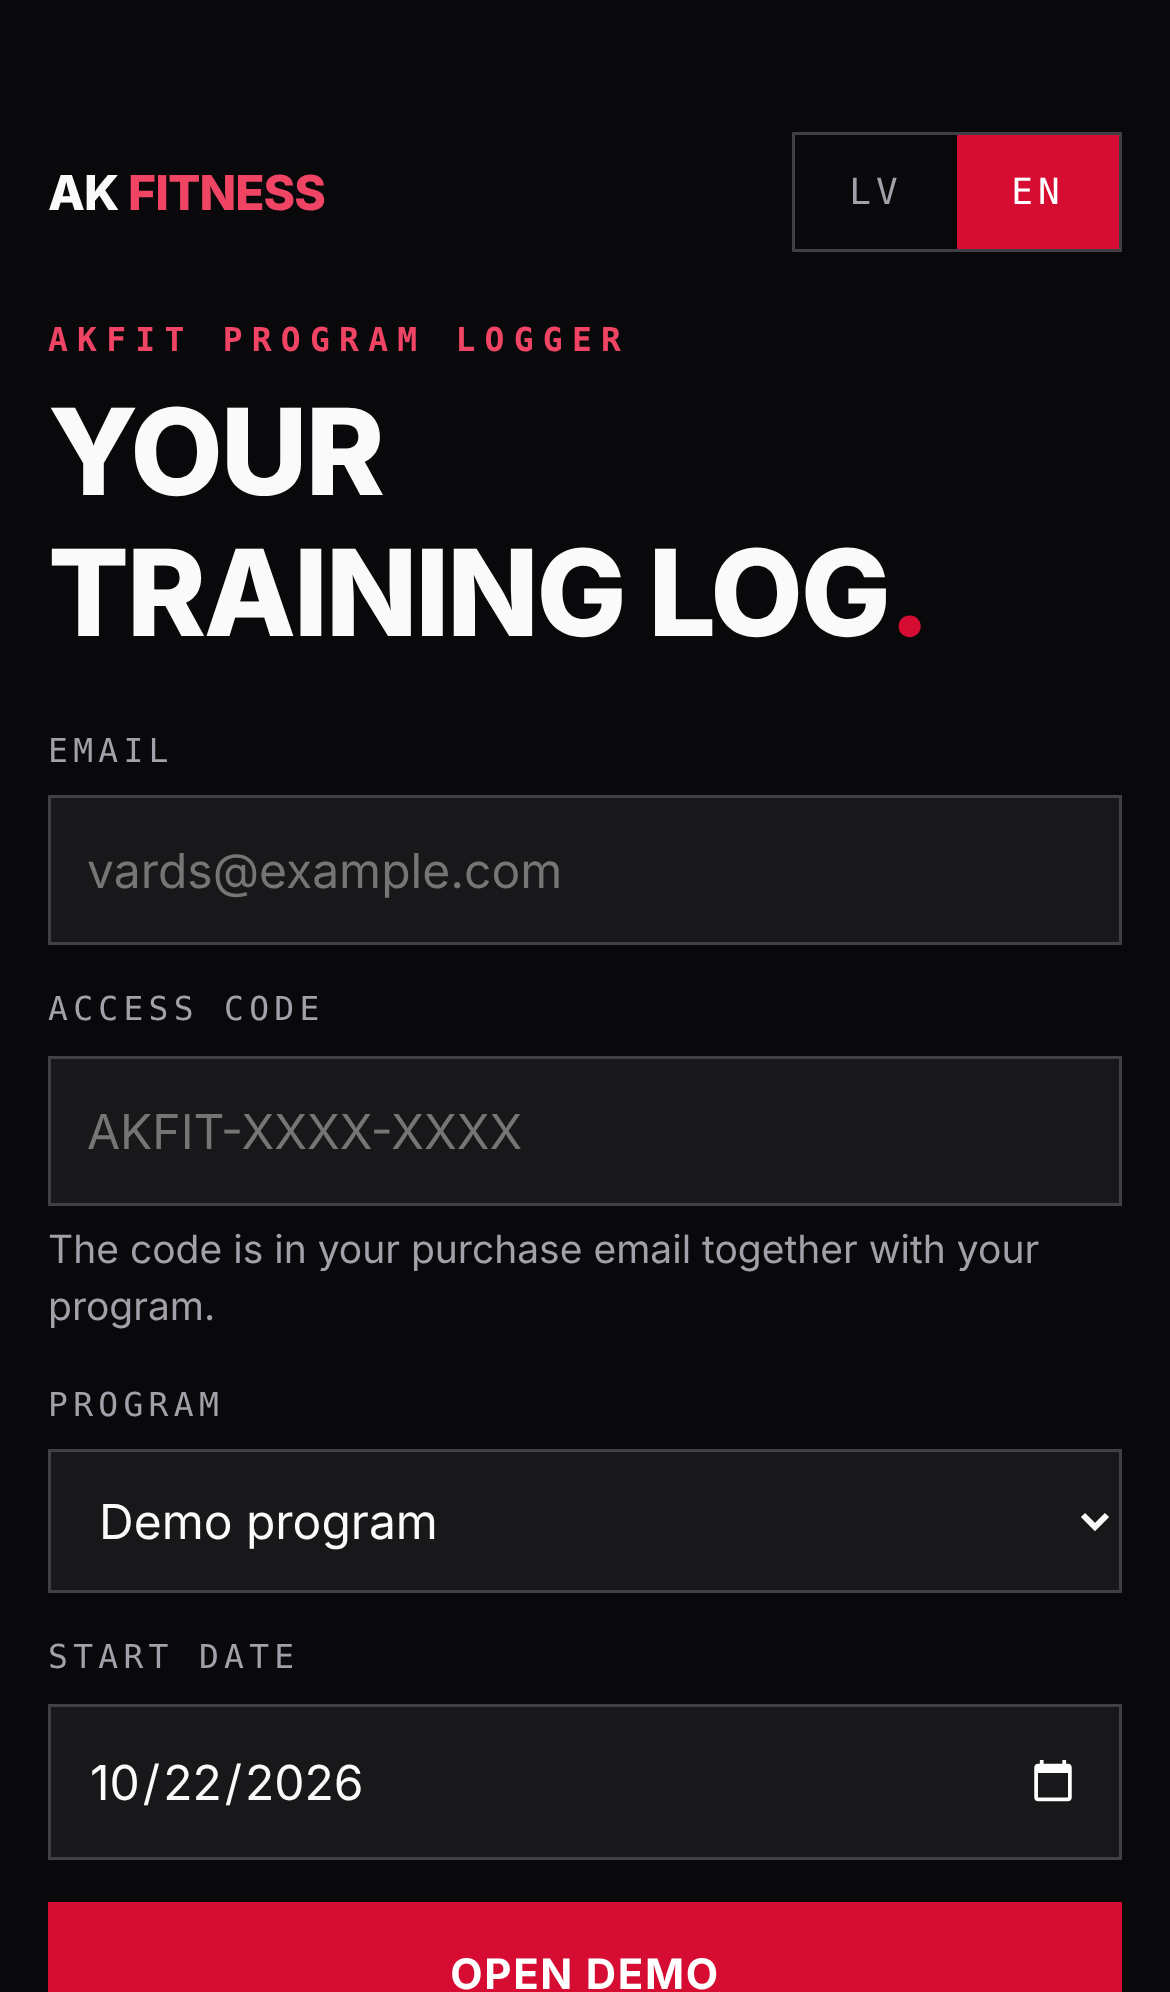 AK FITNESS
LV EN
AKFIT PROGRAM LOGGER
YOUR
TRAINING LOG.
EMAIL
vards@example.com
ACCESS CODE
AKFIT-XXXX-XXXX
The code is in your purchase email together with your
program.
PROGRAM
Demo program
START DATE
10/22/2026
OPEN DEMO